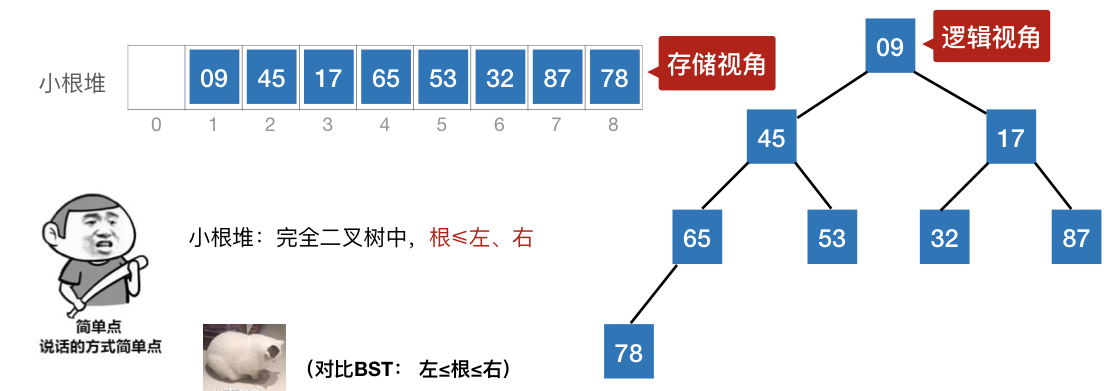 小根堆
09 45 17 65 53 32 87 78
0 1 2 3 4 5 6 7 8
存储视角
逻辑视角
09
45 17
65 53 32 87
78
小根堆：完全二叉树中，根≤左、右
简单点
说话的方式简单点
（对比BST： 左≤根≤右）